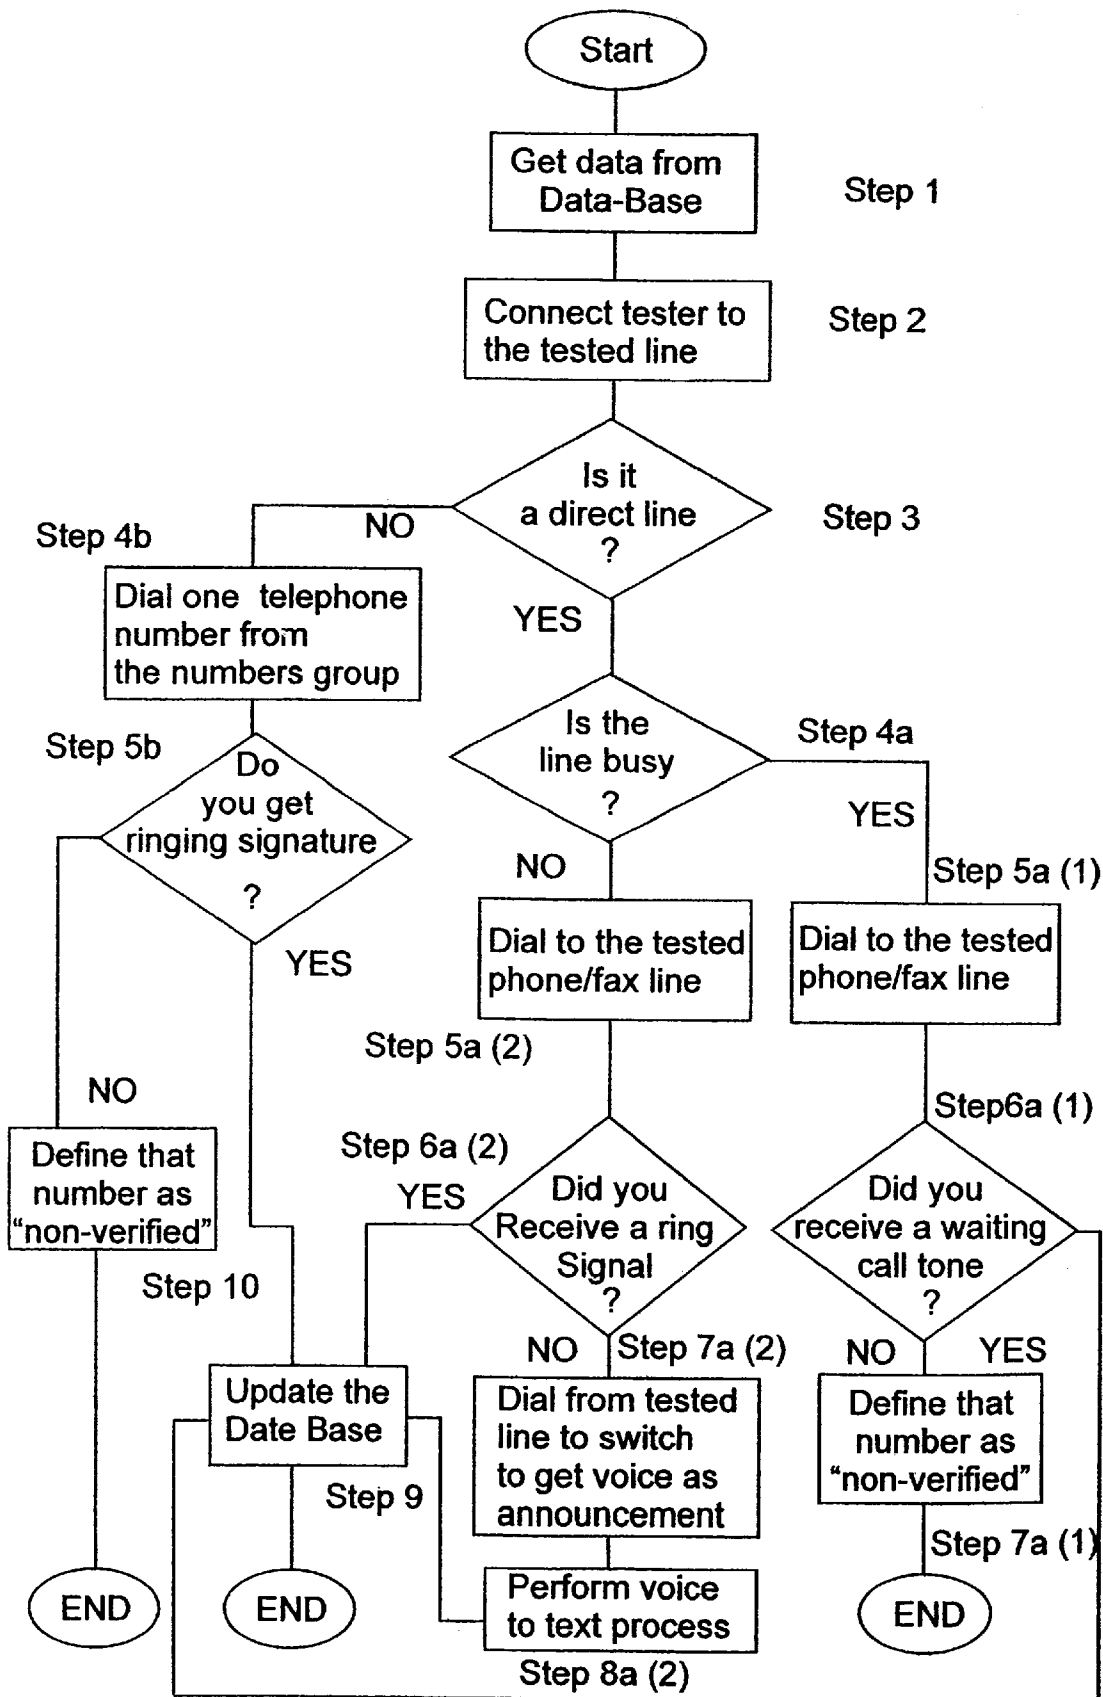 Start
Get data from
Data-Base
Step 1
Connect tester to
the tested line
Step 2
Is it
a direct line
?
Step 3
NO
Step 4b
YES
Dial one telephone
number from
the numbers group
Is the
line busy
?
Step 4a
YES
NO
Step 5b
Do
you get
ringing signature
?
YES
NO
Step 5a (1)
Dial to the tested
phone/fax line
Dial to the tested
phone/fax line
Step 5a (2)
Step6a (1)
Define that
number as
“non-verified”
Step 6a (2)
YES
Did you
Receive a ring
Signal
?
Did you
receive a waiting
call tone
?
Step 10
NO
Step 7a (2)
NO
YES
Update the
Date Base
Dial from tested
line to switch
to get voice as
announcement
Define that
number as
“non-verified”
Step 9
Step 7a (1)
END
END
Perform voice
to text process
END
Step 8a (2)